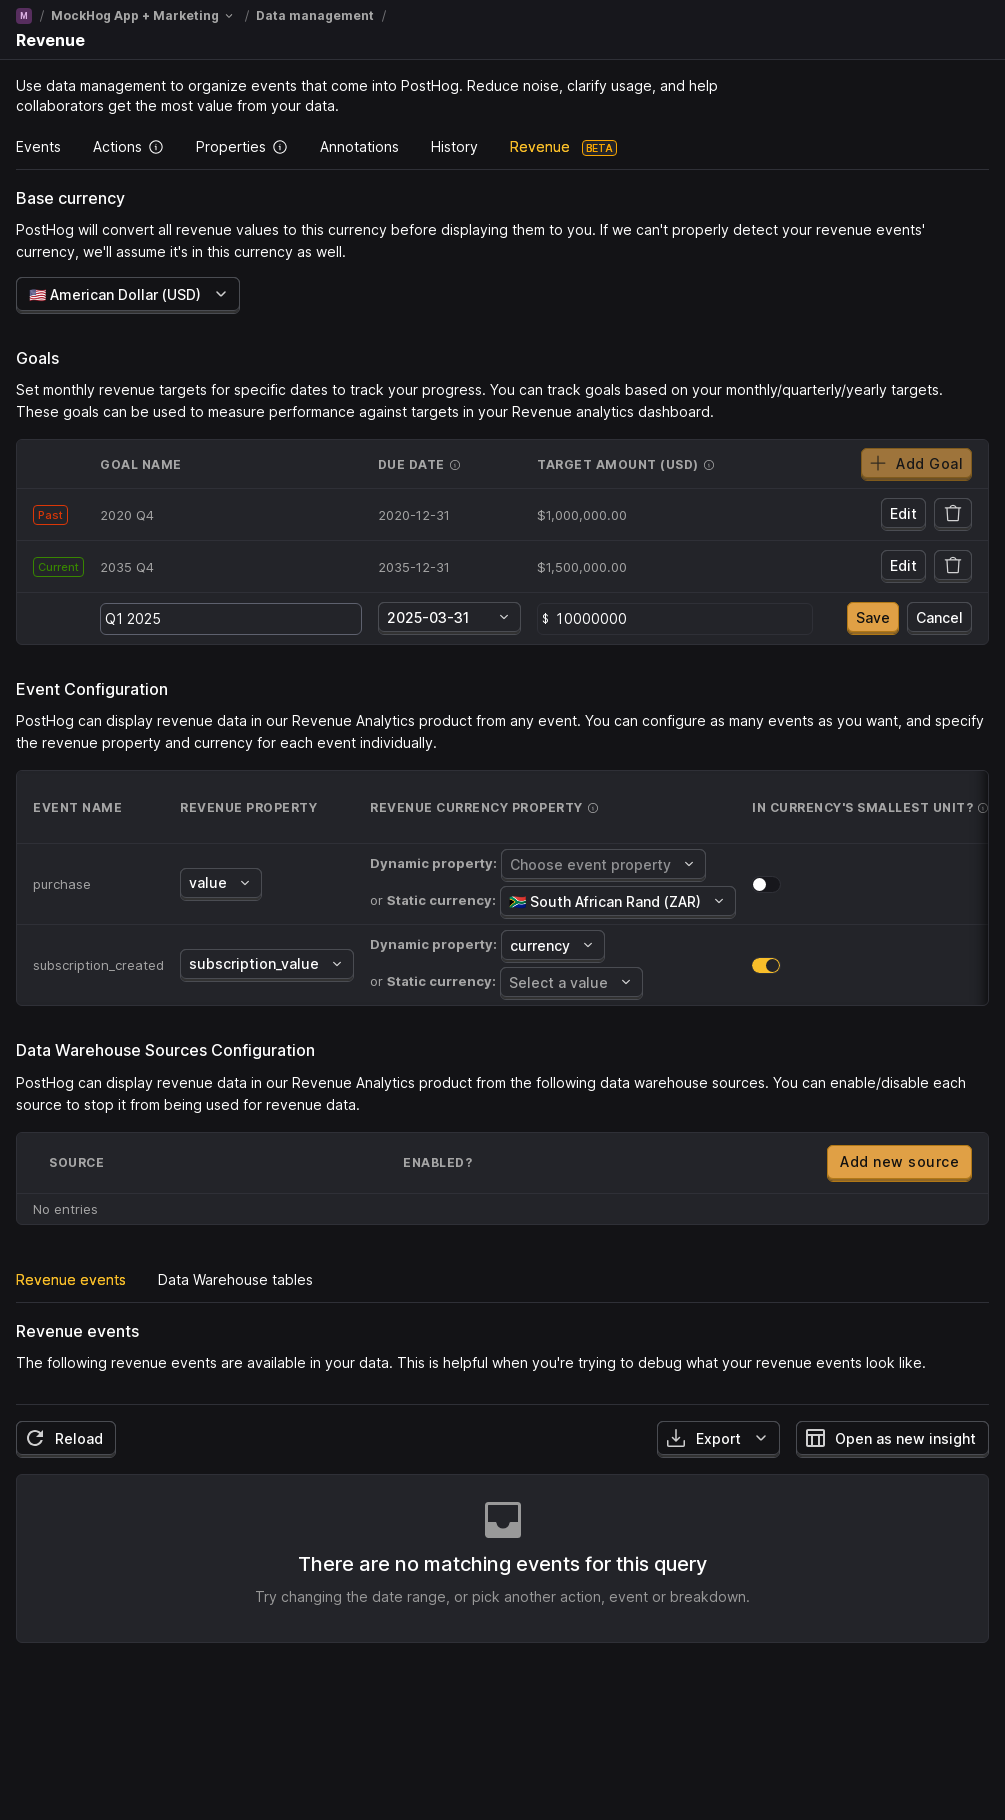 M / MockHog App + Marketing / Data management /
Revenue
Use data management to organize events that come into PostHog. Reduce noise, clarify usage, and help
collaborators get the most value from your data.
Events Actions Properties Annotations History Revenue BETA
Base currency
PostHog will convert all revenue values to this currency before displaying them to you. If we can't properly detect your revenue events'
currency, we'll assume it's in this currency as well.
🇺🇸 American Dollar (USD)
Goals
Set monthly revenue targets for specific dates to track your progress. You can track goals based on your monthly/quarterly/yearly targets.
These goals can be used to measure performance against targets in your Revenue analytics dashboard.
GOAL NAME DUE DATE TARGET AMOUNT (USD) Add Goal
Past 2020 Q4 2020-12-31 $1,000,000.00 Edit
Current 2035 Q4 2035-12-31 $1,500,000.00 Edit
Q1 2025 2025-03-31 $ 10000000 Save Cancel
Event Configuration
PostHog can display revenue data in our Revenue Analytics product from any event. You can configure as many events as you want, and specify
the revenue property and currency for each event individually.
EVENT NAME REVENUE PROPERTY REVENUE CURRENCY PROPERTY IN CURRENCY'S SMALLEST UNIT?
purchase value Dynamic property: Choose event property
or Static currency: 🇿🇦 South African Rand (ZAR)
subscription_created subscription_value Dynamic property: currency
or Static currency: Select a value
Data Warehouse Sources Configuration
PostHog can display revenue data in our Revenue Analytics product from the following data warehouse sources. You can enable/disable each
source to stop it from being used for revenue data.
SOURCE ENABLED? Add new source
No entries
Revenue events Data Warehouse tables
Revenue events
The following revenue events are available in your data. This is helpful when you're trying to debug what your revenue events look like.
Reload Export Open as new insight
There are no matching events for this query
Try changing the date range, or pick another action, event or breakdown.